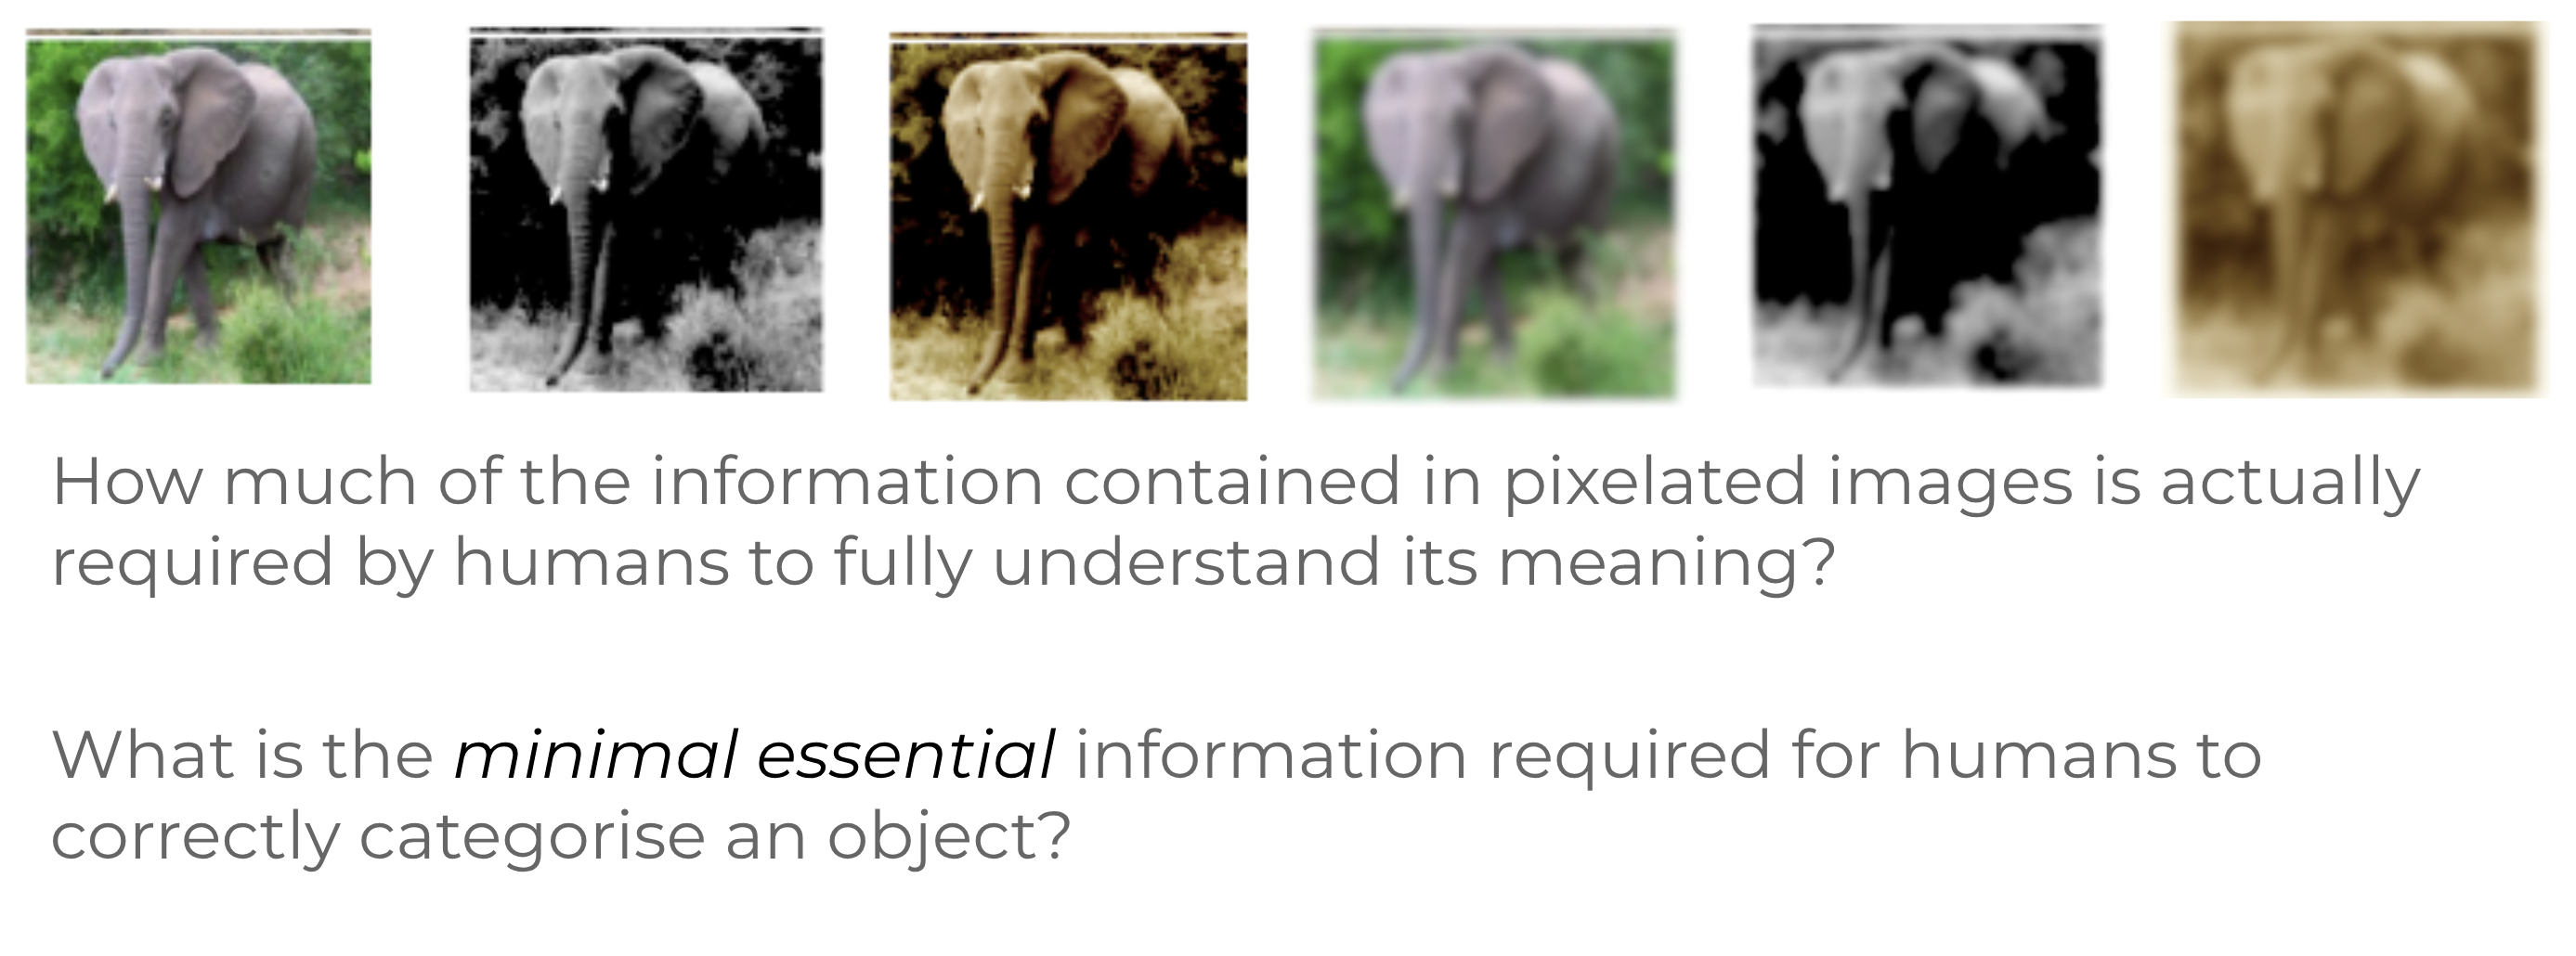 How much of the information contained in pixelated images is actually
required by humans to fully understand its meaning?
What is the minimal essential information required for humans to
correctly categorise an object?